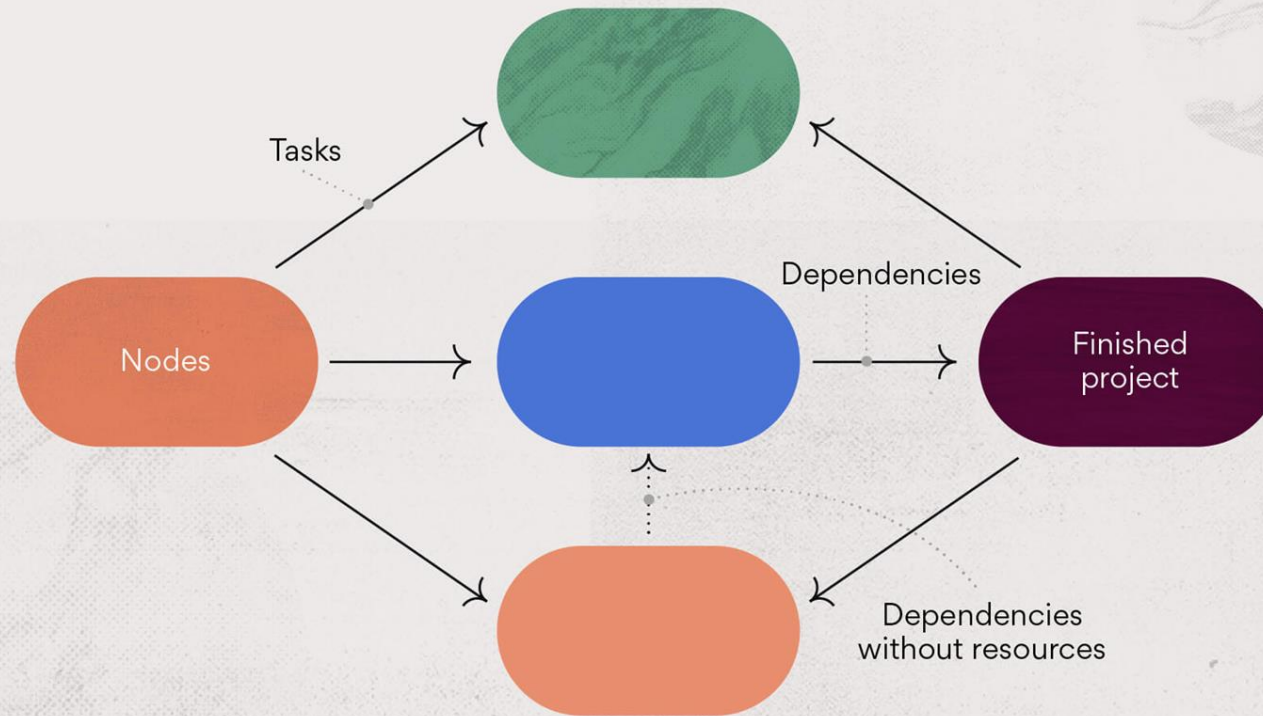 Tasks
Dependencies
Nodes
Finished
project
Dependencies
without resources